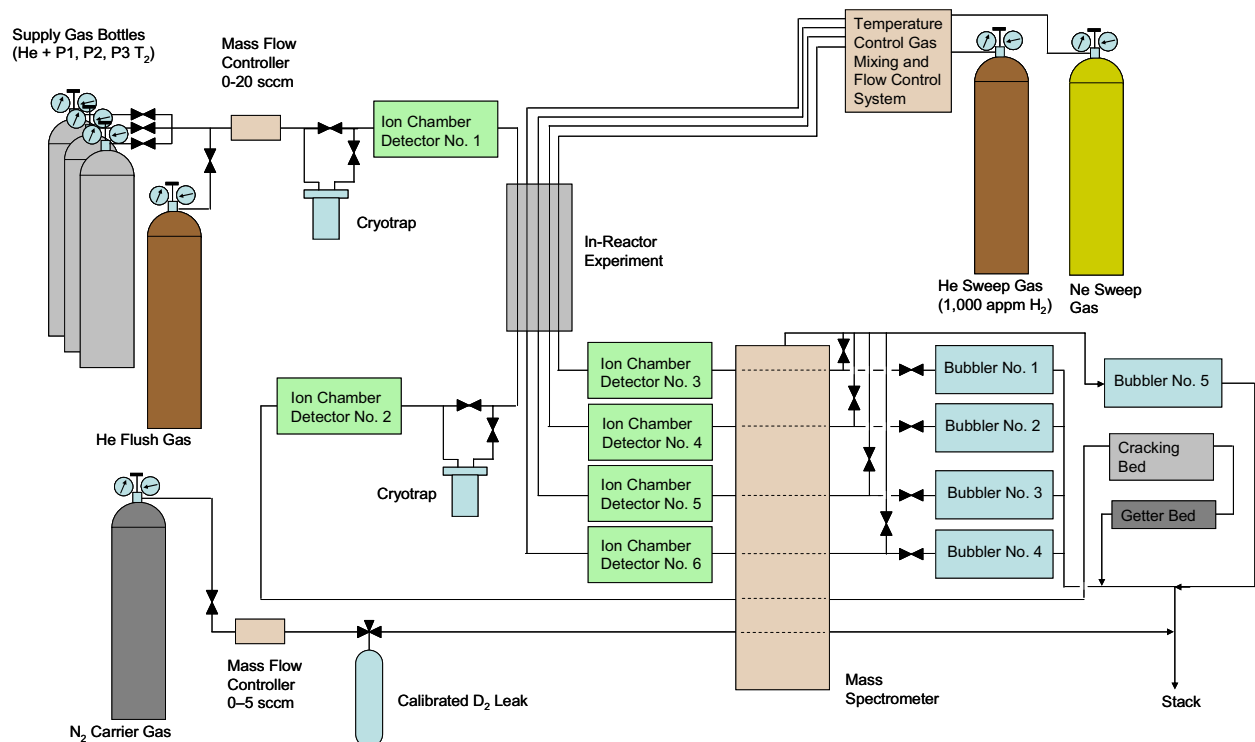 Supply Gas Bottles
(He + P1, P2, P3 T₂)
Mass Flow
Controller
0-20 sccm
Ion Chamber
Detector No. 1
Cryotrap
He Flush Gas
In-Reactor
Experiment
Temperature
Control Gas
Mixing and
Flow Control
System
He Sweep Gas
(1,000 appm H₂)
Ne Sweep
Gas
Ion Chamber
Detector No. 2
Cryotrap
Ion Chamber
Detector No. 3
Ion Chamber
Detector No. 4
Ion Chamber
Detector No. 5
Ion Chamber
Detector No. 6
Bubbler No. 1
Bubbler No. 2
Bubbler No. 3
Bubbler No. 4
Bubbler No. 5
Cracking
Bed
Getter Bed
N₂ Carrier Gas
Mass Flow
Controller
0–5 sccm
Calibrated D₂ Leak
Mass
Spectrometer
Stack